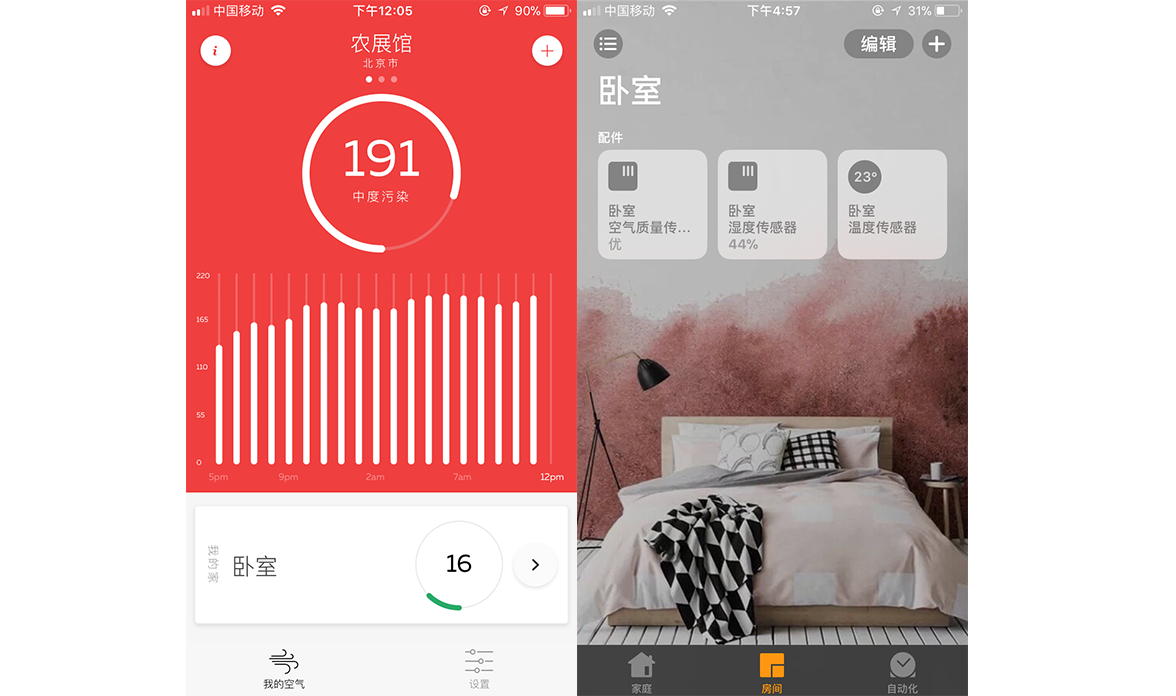 中国移动
下午12:05
90%
i
农展馆
北京市
191
中度污染
220
165
110
55
0
5pm
9pm
2am
7am
12pm
我的家
卧室
16
我的空气
设置
中国移动
下午4:57
31%
编辑
卧室
配件
卧室
空气质量传...
优
卧室
湿度传感器
44%
23°
卧室
温度传感器
家庭
房间
自动化